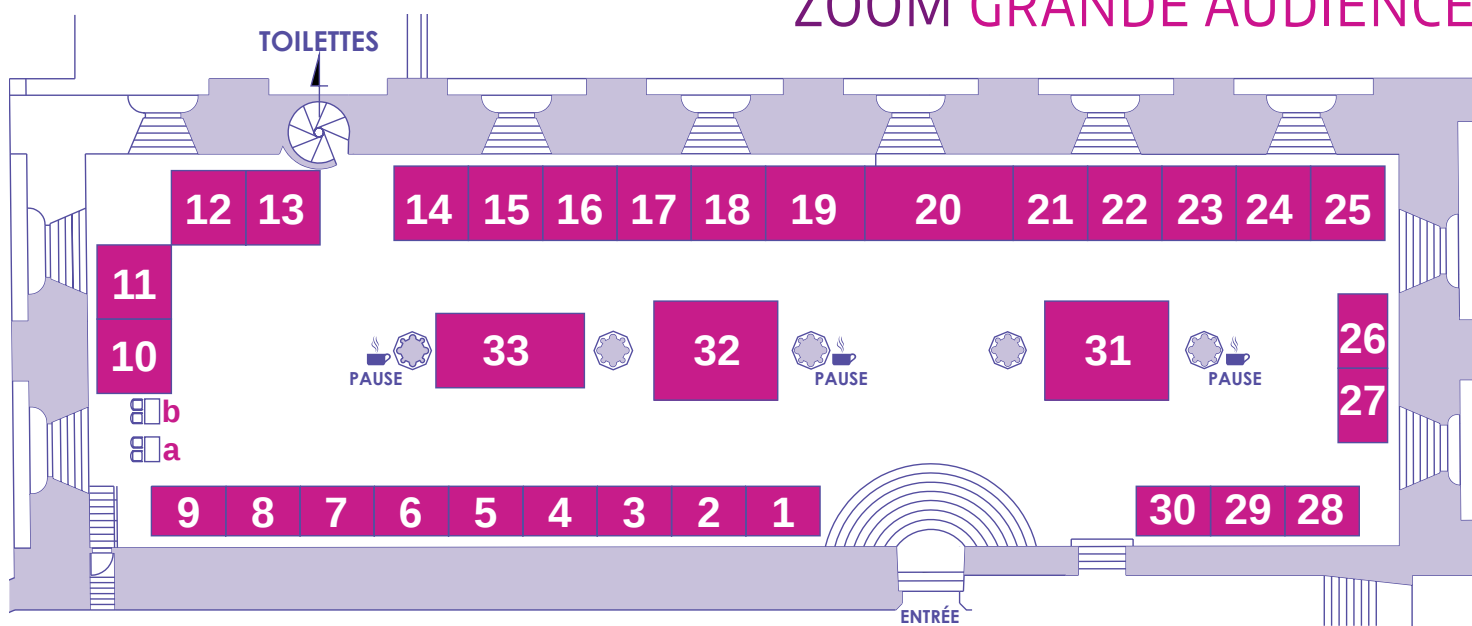 ZOOM GRANDE AUDIENCE
TOILETTES
12 13 14 15 16 17 18 19 20 21 22 23 24 25
11
10
33 32 31 26
PAUSE PAUSE PAUSE
27
b
a
9 8 7 6 5 4 3 2 1 30 29 28
ENTRÉE